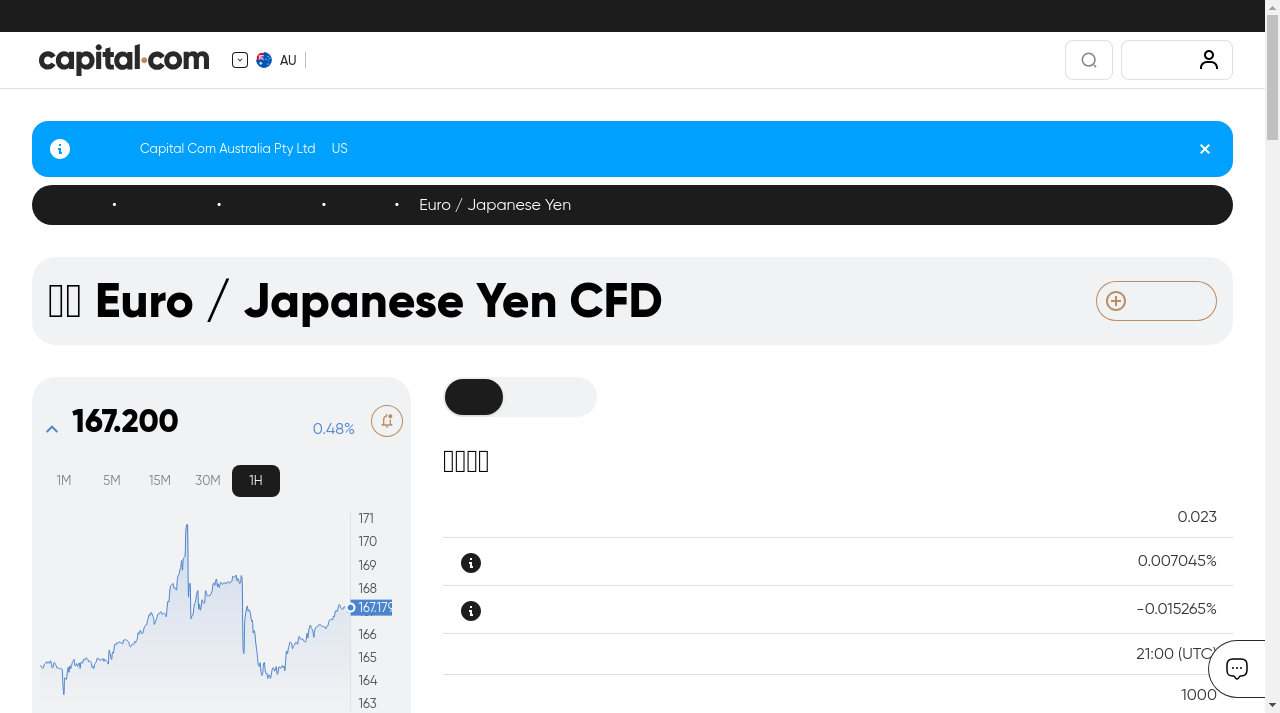 capital.com
AU
Capital Com Australia Pty Ltd US
Euro / Japanese Yen
Euro / Japanese Yen CFD
167.200
0.48%
1M 5M 15M 30M 1H
171
170
169
168
167.179
166
165
164
163
0.023
0.007045%
-0.015265%
21:00 (UTC)
1000